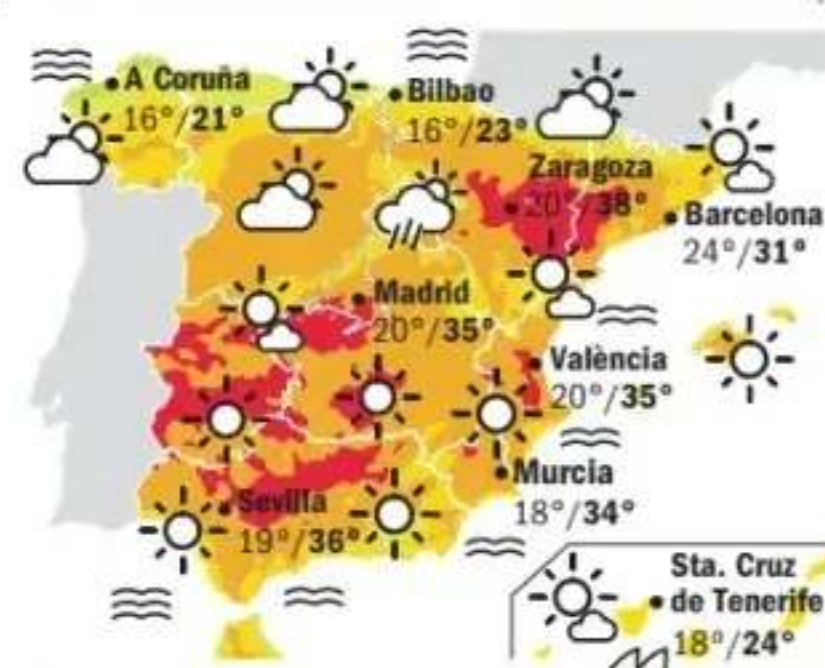 A Coruña
16°/21°
Bilbao
16°/23°
Zaragoza
20°/38°
Barcelona
24°/31°
Madrid
20°/35°
València
20°/35°
Murcia
18°/34°
Sevilla
19°/36°
Sta. Cruz
de Tenerife
18°/24°